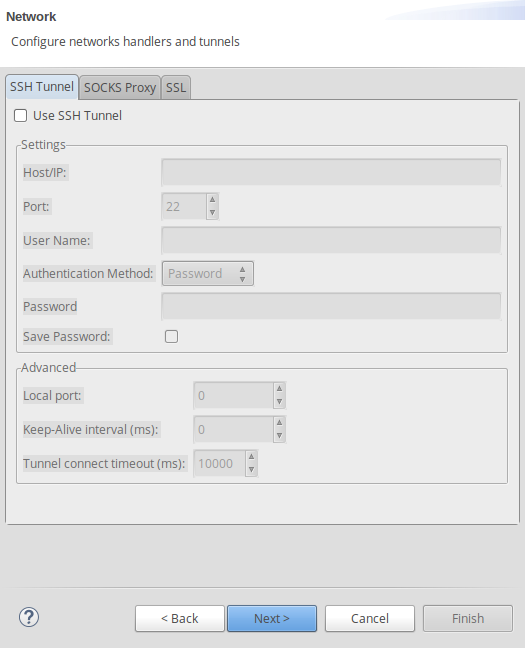 Network
Configure networks handlers and tunnels
SSH Tunnel SOCKS Proxy SSL
Use SSH Tunnel
Settings
Host/IP:
Port: 22
User Name:
Authentication Method: Password
Password
Save Password:
Advanced
Local port: 0
Keep-Alive interval (ms): 0
Tunnel connect timeout (ms): 10000
? < Back Next > Cancel Finish